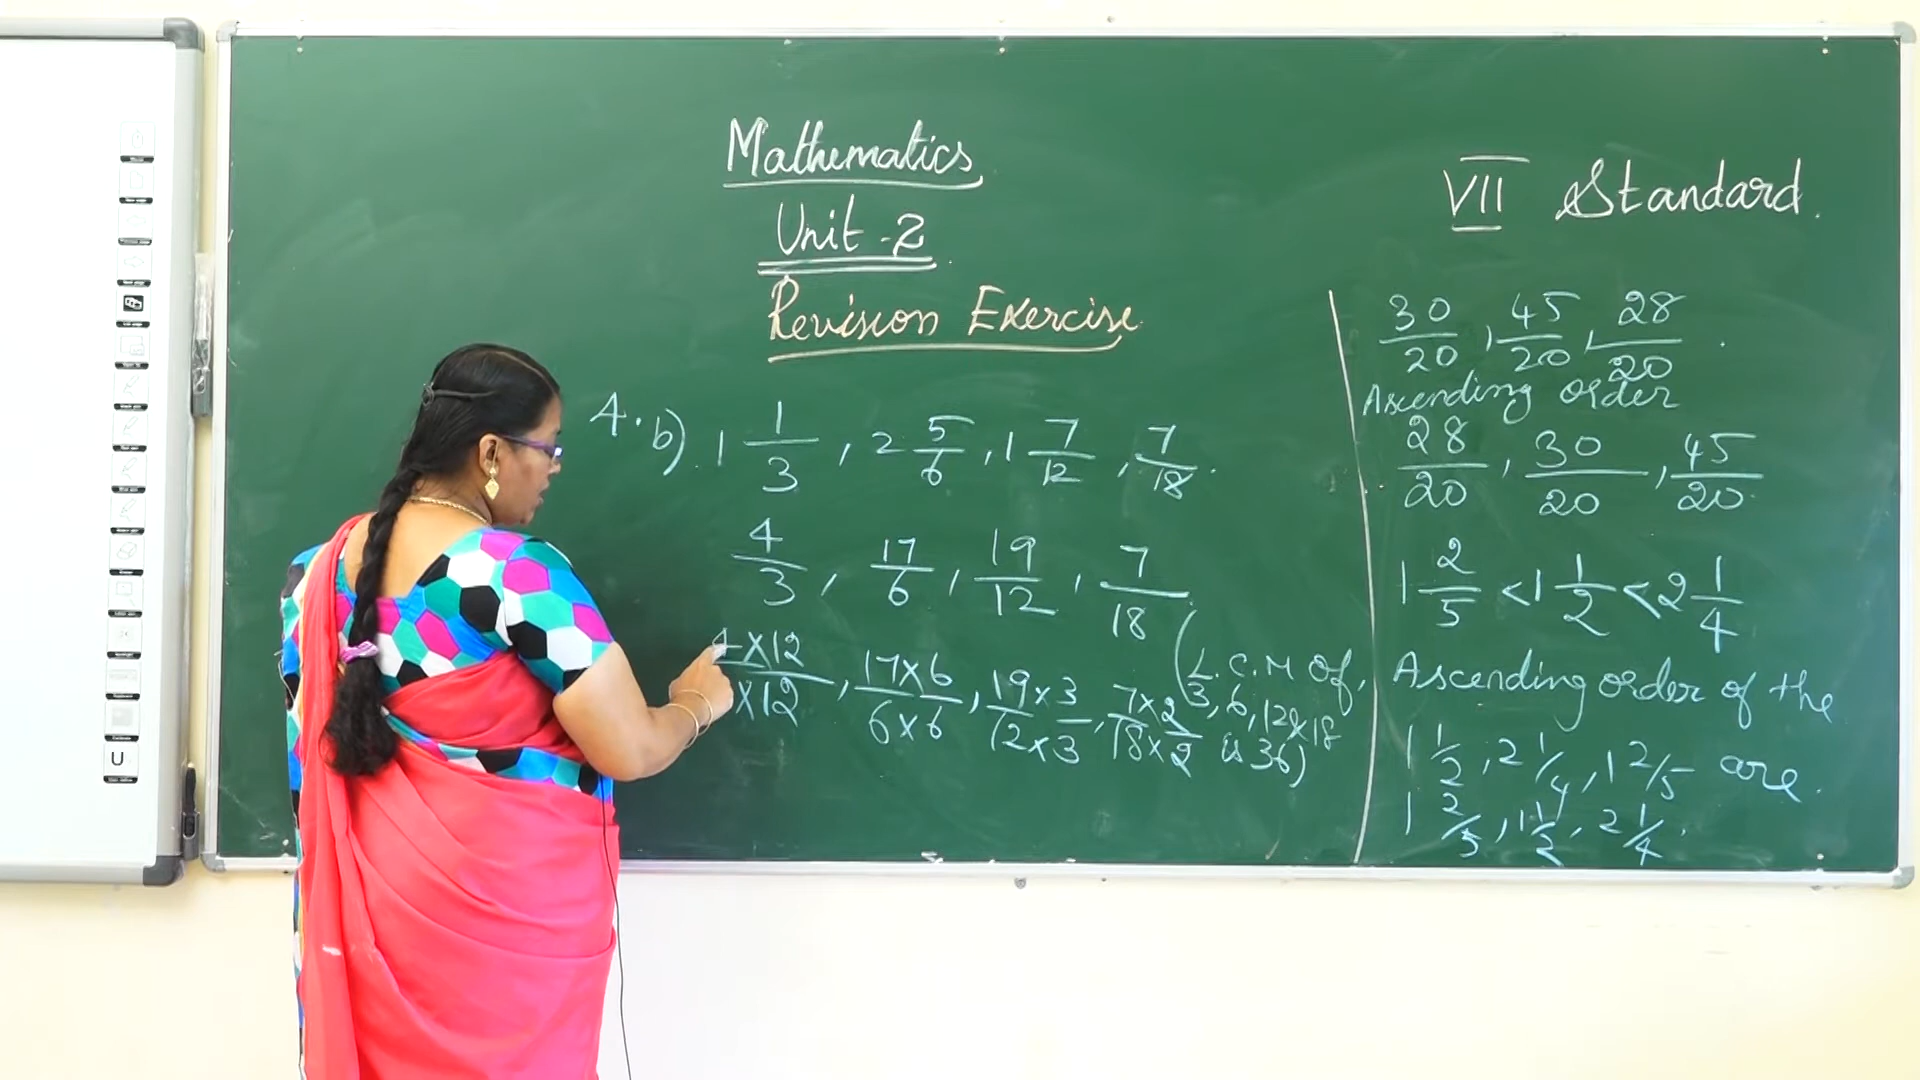 Mathematics
Unit - 2
Revision Exercise
VII Standard.
4. b) 1 1/3, 2 5/6, 1 7/12, 7/18.
4/3, 17/6, 19/12, 7/18.
4×12/×12, 17×6/6×6, 19×3/12×3, 7×2/18×2
(L.C.M of,
3, 6, 12 & 18
is 36)
30/20, 45/20, 28/20.
Ascending order
28/20, 30/20, 45/20.
1 2/5 < 1 1/2 < 2 1/4
Ascending order of the
1 1/2, 2 1/4, 1 2/5 are.
1 2/5, 1 1/2, 2 1/4.